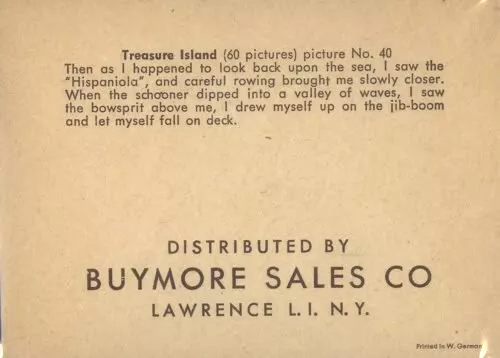 Treasure Island (60 pictures) picture No. 40
Then as I happened to look back upon the sea, I saw the
"Hispaniola", and careful rowing brought me slowly closer.
When the schooner dipped into a valley of waves, I saw
the bowsprit above me, I drew myself up on the jib-boom
and let myself fall on deck.
DISTRIBUTED BY
BUYMORE SALES CO
LAWRENCE L. I. N. Y.
Printed in W. German